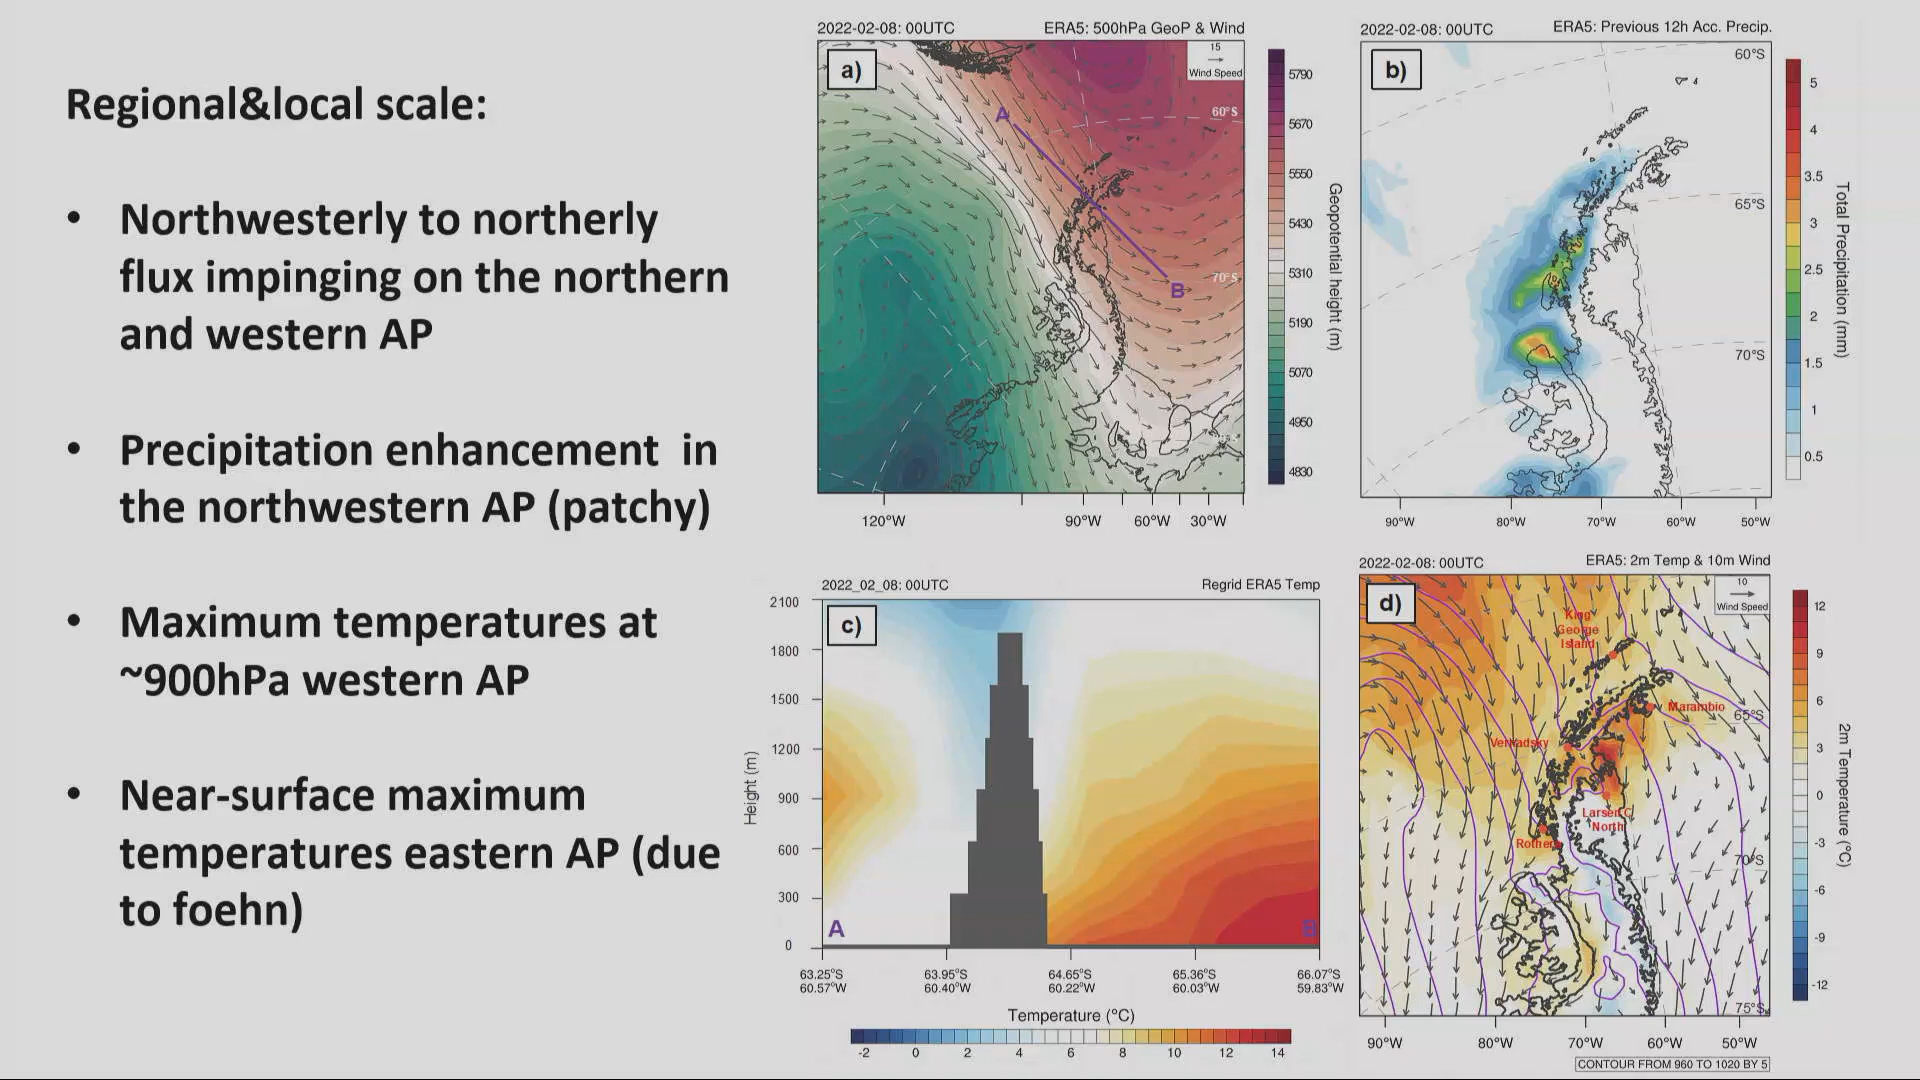 Regional&local scale:
• Northwesterly to northerly
flux impinging on the northern
and western AP
• Precipitation enhancement  in
the northwestern AP (patchy)
• Maximum temperatures at
~900hPa western AP
• Near-surface maximum
temperatures eastern AP (due
to foehn)
2022-02-08: 00UTC ERA5: 500hPa GeoP & Wind
a)
15
Wind Speed
A
B
60°S
70°S
120°W 90°W 60°W 30°W
5790
5670
5550
5430
5310
5190
5070
4950
4830
Geopotential height (m)
2022-02-08: 00UTC ERA5: Previous 12h Acc. Precip.
b)
60°S
65°S
70°S
90°W 80°W 70°W 60°W 50°W
5
4
3.5
3
2.5
2
1.5
1
0.5
Total Precipitation (mm)
2022_02_08: 00UTC Regrid ERA5 Temp
c)
2100
1800
1500
1200
900
600
300
0
Height (m)
A
B
63.25°S 63.95°S 64.65°S 65.36°S 66.07°S
60.57°W 60.40°W 60.22°W 60.03°W 59.83°W
Temperature (°C)
-2 0 2 4 6 8 10 12 14
2022-02-08: 00UTC ERA5: 2m Temp & 10m Wind
d)
10
Wind Speed
King
George
Island
Marambio
65°S
Vernadsky
Larsen C
North
Rothera
70°S
75°S
90°W 80°W 70°W 60°W 50°W
12
9
6
3
0
-3
-6
-9
-12
2m Temperature (°C)
CONTOUR FROM 960 TO 1020 BY 5